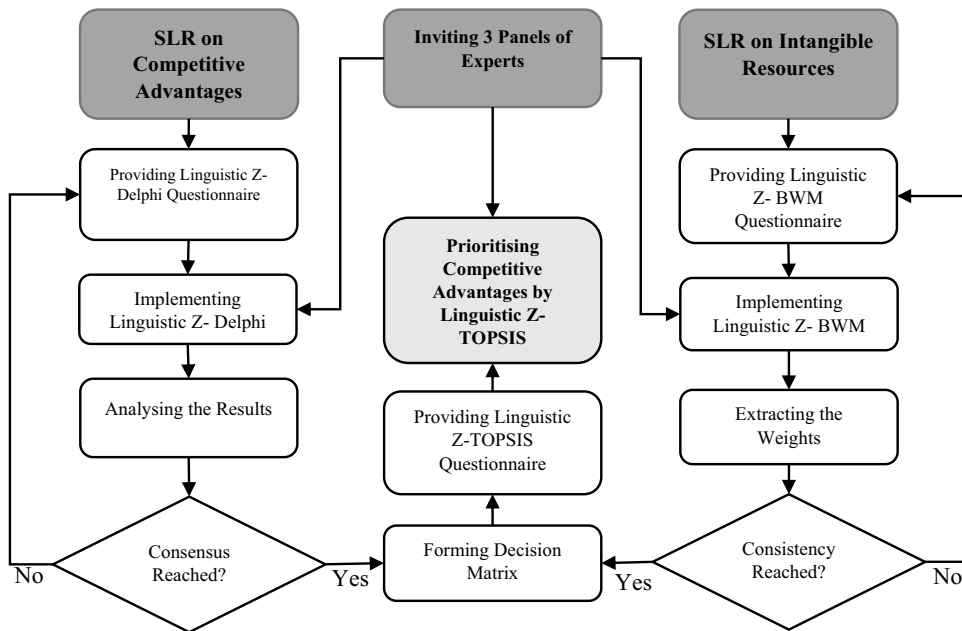 SLR on
Competitive
Advantages
Inviting 3 Panels of
Experts
SLR on Intangible
Resources
Providing Linguistic Z-
Delphi Questionnaire
Providing Linguistic
Z- BWM
Questionnaire
Prioritising
Competitive
Advantages by
Linguistic Z-
TOPSIS
Implementing
Linguistic Z- Delphi
Implementing
Linguistic Z- BWM
Analysing the Results
Providing Linguistic
Z-TOPSIS
Questionnaire
Extracting the
Weights
Consensus
Reached?
Forming Decision
Matrix
Consistency
Reached?
No
Yes
Yes
No